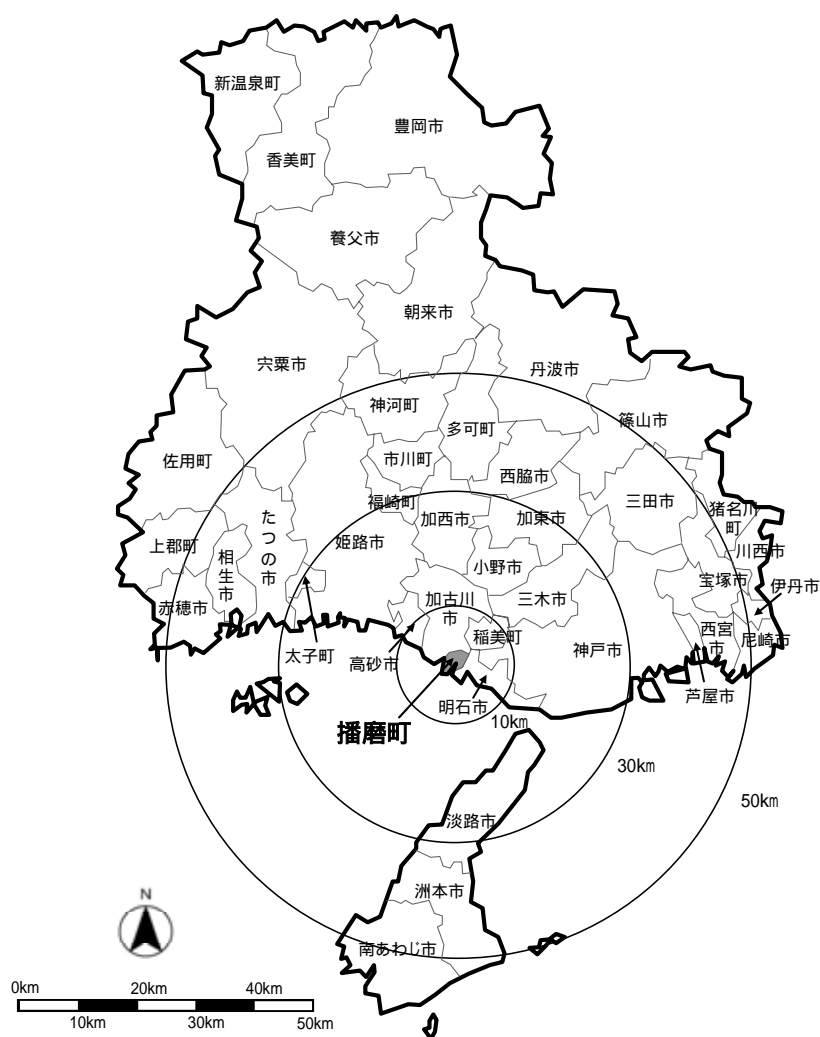 新温泉町
豊岡市
香美町
養父市
朝来市
宍粟市
丹波市
神河町
篠山市
多可町
佐用町
市川町
西脇市
三田市
猪名川
町
福崎町
加西市
加東市
たつの市
姫路市
上郡町
川西市
相生市
小野市
宝塚市
伊丹市
赤穂市
加古川
市
三木市
稲美町
西宮
市
尼崎市
神戸市
太子町
高砂市
芦屋市
明石市
播磨町
10km
30km
50km
淡路市
洲本市
南あわじ市
N
0km
20km
40km
10km
30km
50km